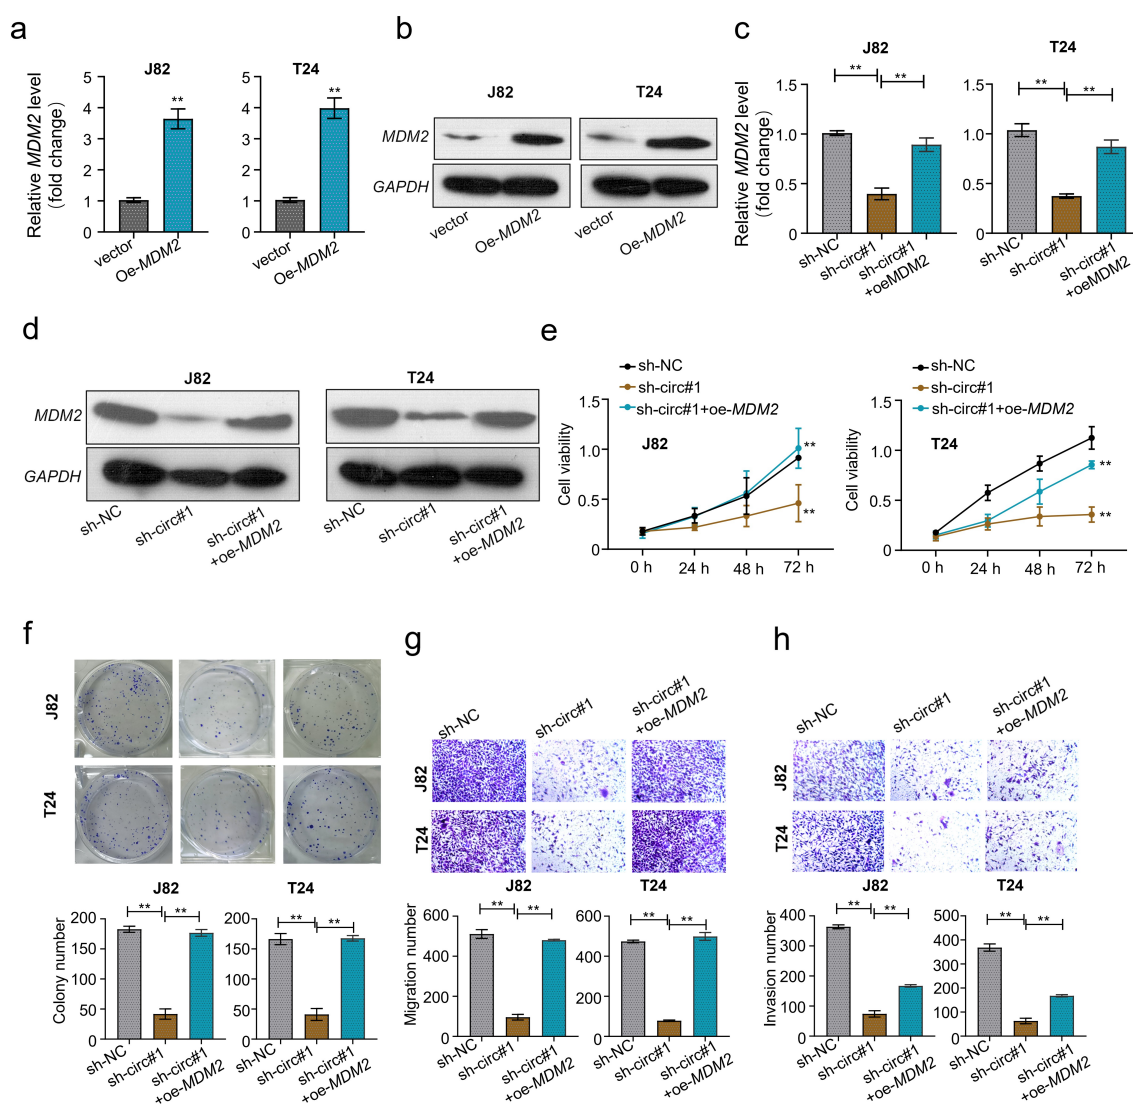 a
J82
T24
Relative MDM2 level
(fold change)
5
4
3
2
1
0
**
vector
Oe-MDM2
5
4
3
2
1
0
**
vector
Oe-MDM2
b
J82
T24
MDM2
GAPDH
vector
Oe-MDM2
vector
Oe-MDM2
c
J82
T24
Relative MDM2 level
(fold change)
1.5
1.0
0.5
0
**
**
sh-NC
sh-circ#1
sh-circ#1
+oeMDM2
1.5
1.0
0.5
0
**
**
sh-NC
sh-circ#1
sh-circ#1
+oeMDM2
d
J82
T24
MDM2
GAPDH
sh-NC
sh-circ#1
sh-circ#1
+oe-MDM2
sh-NC
sh-circ#1
sh-circ#1
+oe-MDM2
e
sh-NC
sh-circ#1
sh-circ#1+oe-MDM2
J82
Cell viability
1.5
1.0
0.5
0
**
**
0 h
24 h
48 h
72 h
sh-NC
sh-circ#1
sh-circ#1+oe-MDM2
T24
Cell viability
1.5
1.0
0.5
0
**
**
0 h
24 h
48 h
72 h
f
J82
T24
J82
T24
Colony number
200
150
100
50
0
**
**
sh-NC
sh-circ#1
sh-circ#1
+oe-MDM2
200
150
100
50
0
**
**
sh-NC
sh-circ#1
sh-circ#1
+oe-MDM2
g
sh-NC
sh-circ#1
sh-circ#1
+oe-MDM2
J82
T24
J82
T24
Migration number
600
400
200
0
**
**
sh-NC
sh-circ#1
sh-circ#1
+oe-MDM2
600
400
200
0
**
**
sh-NC
sh-circ#1
sh-circ#1
+oe-MDM2
h
sh-NC
sh-circ#1
sh-circ#1
+oe-MDM2
J82
T24
J82
T24
Invasion number
400
300
200
100
0
**
**
sh-NC
sh-circ#1
sh-circ#1
+oe-MDM2
500
400
300
200
100
0
**
**
sh-NC
sh-circ#1
sh-circ#1
+oe-MDM2